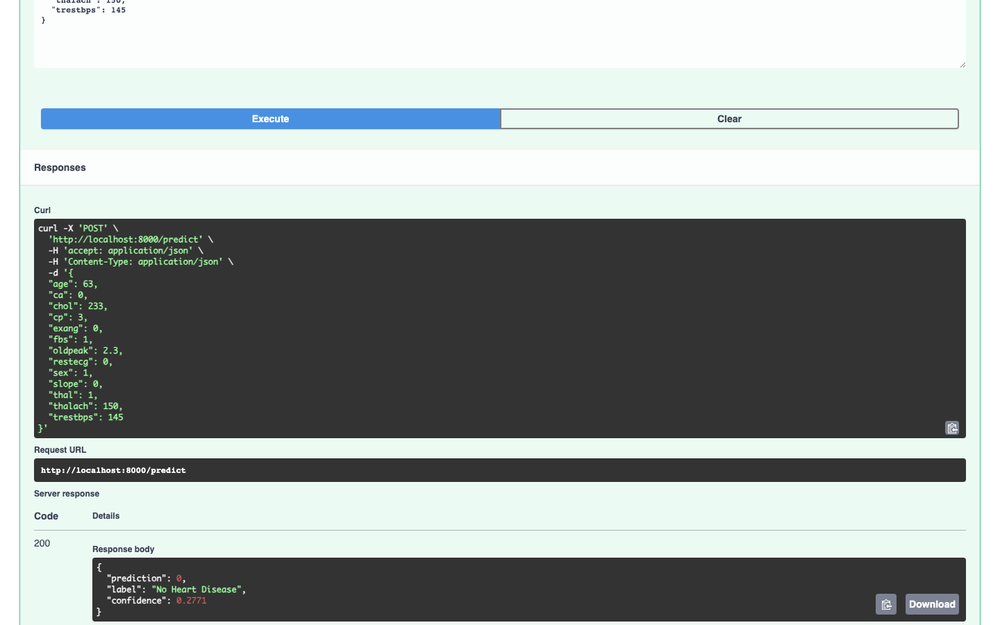 "thalach": 150,
"trestbps": 145
}
Execute
Clear
Responses
Curl
curl -X 'POST' \
'http://localhost:8000/predict' \
-H 'accept: application/json' \
-H 'Content-Type: application/json' \
-d '{
"age": 63,
"ca": 0,
"chol": 233,
"cp": 3,
"exang": 0,
"fbs": 1,
"oldpeak": 2.3,
"restecg": 0,
"sex": 1,
"slope": 0,
"thal": 1,
"thalach": 150,
"trestbps": 145
}'
Request URL
http://localhost:8000/predict
Server response
Code
Details
200
Response body
{
"prediction": 0,
"label": "No Heart Disease",
"confidence": 0.2771
}
Download